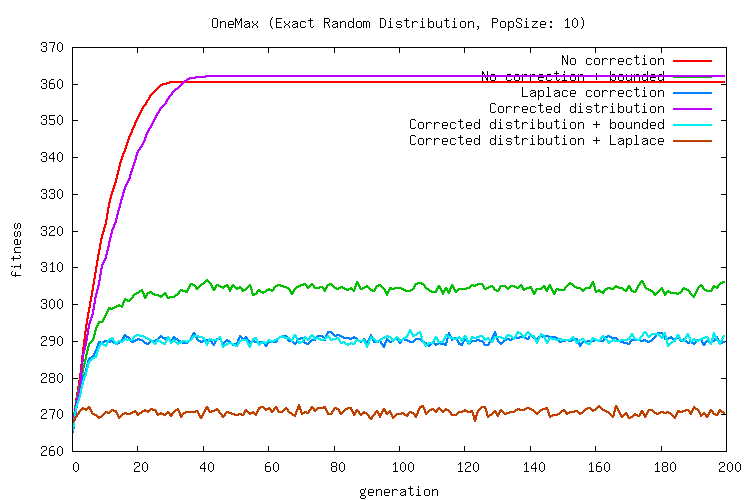 OneMax (Exact Random Distribution, PopSize: 10)
370
360
350
340
330
320
310
300
290
280
270
260
fitness
No correction
No correction + bounded
Laplace correction
Corrected distribution
Corrected distribution + bounded
Corrected distribution + Laplace
0 20 40 60 80 100 120 140 160 180 200
generation